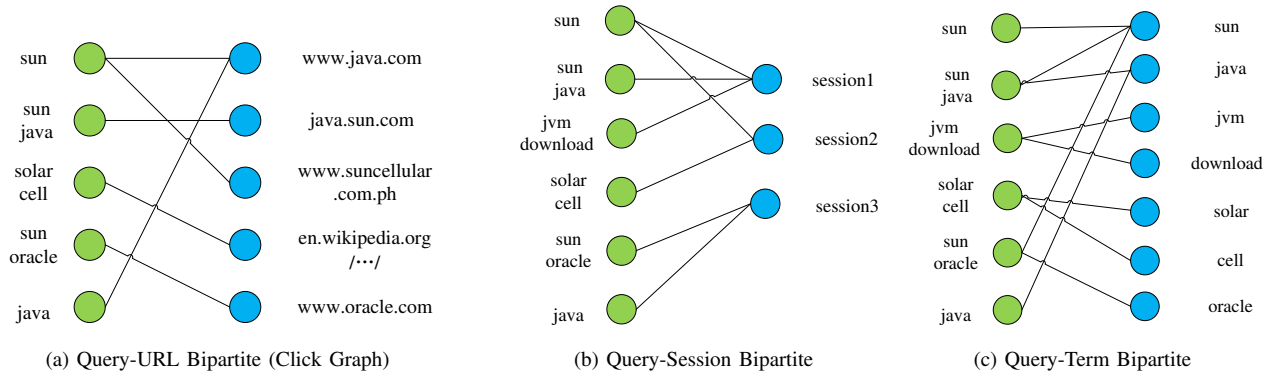 sun
www.java.com
sun
java
java.sun.com
solar
cell
www.suncellular
.com.ph
sun
oracle
en.wikipedia.org
/···/
java
www.oracle.com
(a) Query-URL Bipartite (Click Graph)
sun
sun
java
session1
jvm
download
session2
solar
cell
session3
sun
oracle
java
(b) Query-Session Bipartite
sun
sun
sun
java
java
jvm
download
jvm
download
solar
cell
solar
sun
oracle
cell
java
oracle
(c) Query-Term Bipartite